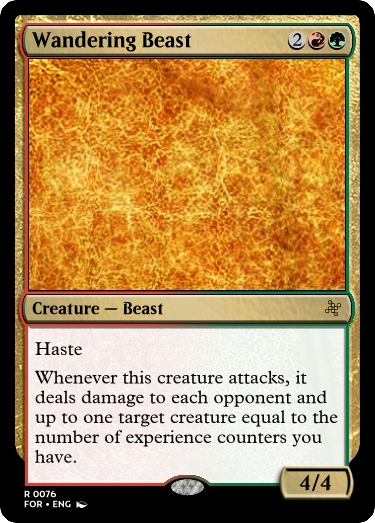 Wandering Beast 2
Creature — Beast
Haste
Whenever this creature attacks, it
deals damage to each opponent and
up to one target creature equal to the
number of experience counters you
have.
4/4
R 0076
FOR • ENG